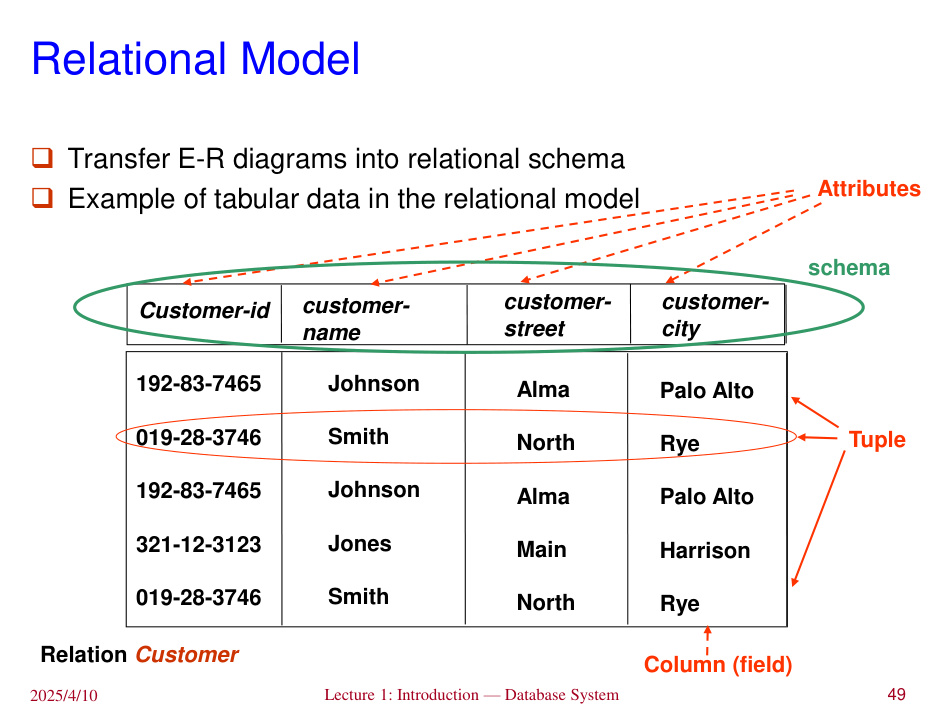 Relational Model
Transfer E-R diagrams into relational schema
Example of tabular data in the relational model
Attributes
schema
Customer-id customer-name customer-street customer-city
192-83-7465 Johnson Alma Palo Alto
019-28-3746 Smith North Rye
Tuple
192-83-7465 Johnson Alma Palo Alto
321-12-3123 Jones Main Harrison
019-28-3746 Smith North Rye
Relation Customer
Column (field)
2025/4/10 Lecture 1: Introduction — Database System 49